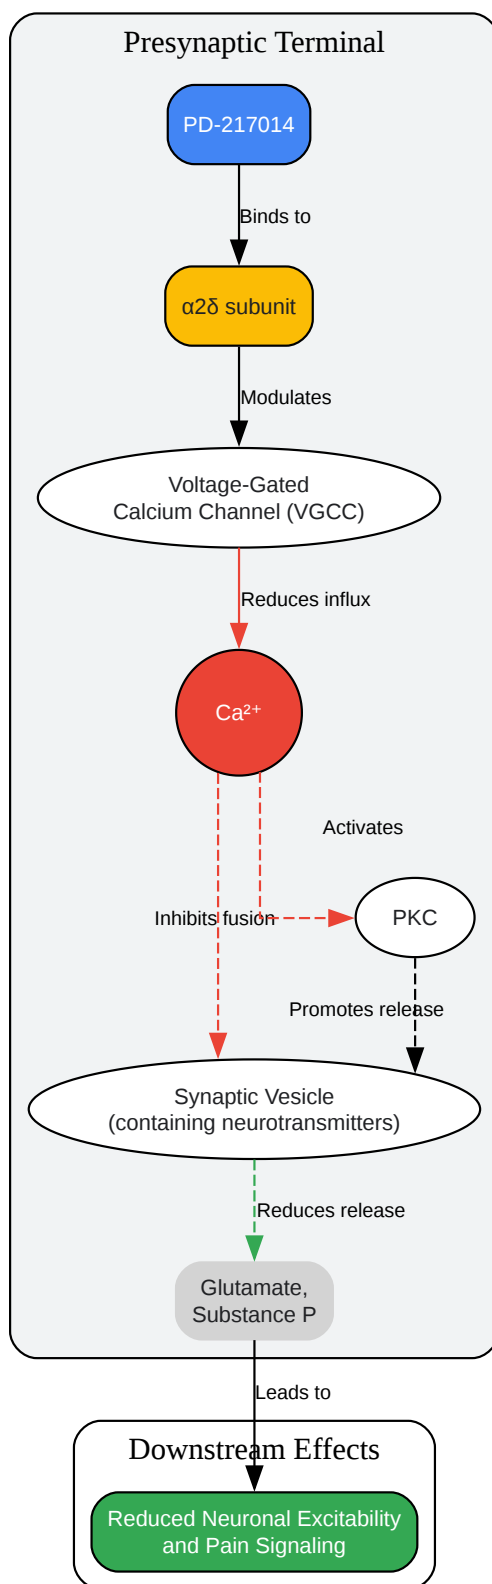 Presynaptic Terminal
PD-217014
Binds to
α2δ subunit
Modulates
Voltage-Gated
Calcium Channel (VGCC)
Reduces influx
Ca²⁺
Activates
Inhibits fusion
PKC
Promotes release
Synaptic Vesicle
(containing neurotransmitters)
Reduces release
Glutamate,
Substance P
Leads to
Downstream Effects
Reduced Neuronal Excitability
and Pain Signaling